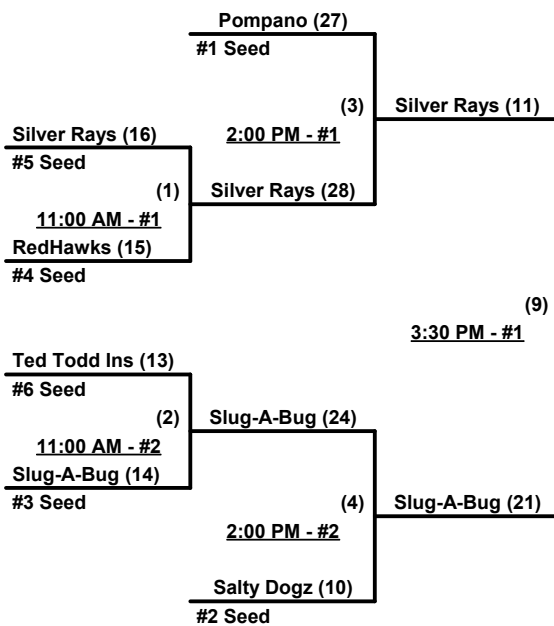 Pompano (27)
#1 Seed
(3)
Silver Rays (11)
Silver Rays (16)
2:00 PM - #1
#5 Seed
(1)
Silver Rays (28)
11:00 AM - #1
RedHawks (15)
#4 Seed
(9)
3:30 PM - #1
Ted Todd Ins (13)
#6 Seed
(2)
Slug-A-Bug (24)
11:00 AM - #2
Slug-A-Bug (14)
#3 Seed
(4)
Slug-A-Bug (21)
2:00 PM - #2
Salty Dogz (10)
#2 Seed